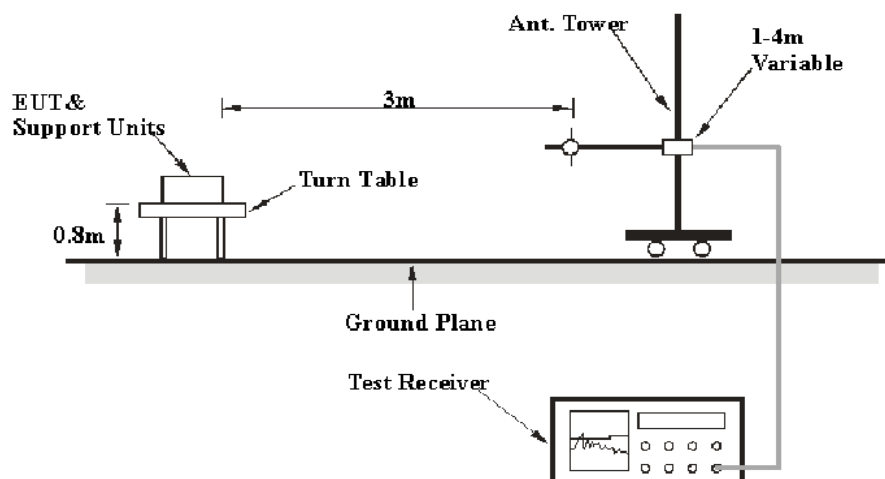 Ant. Tower
1-4m
Variable
3m
EUT&
Support Units
Turn Table
0.8m
Ground Plane
Test Receiver